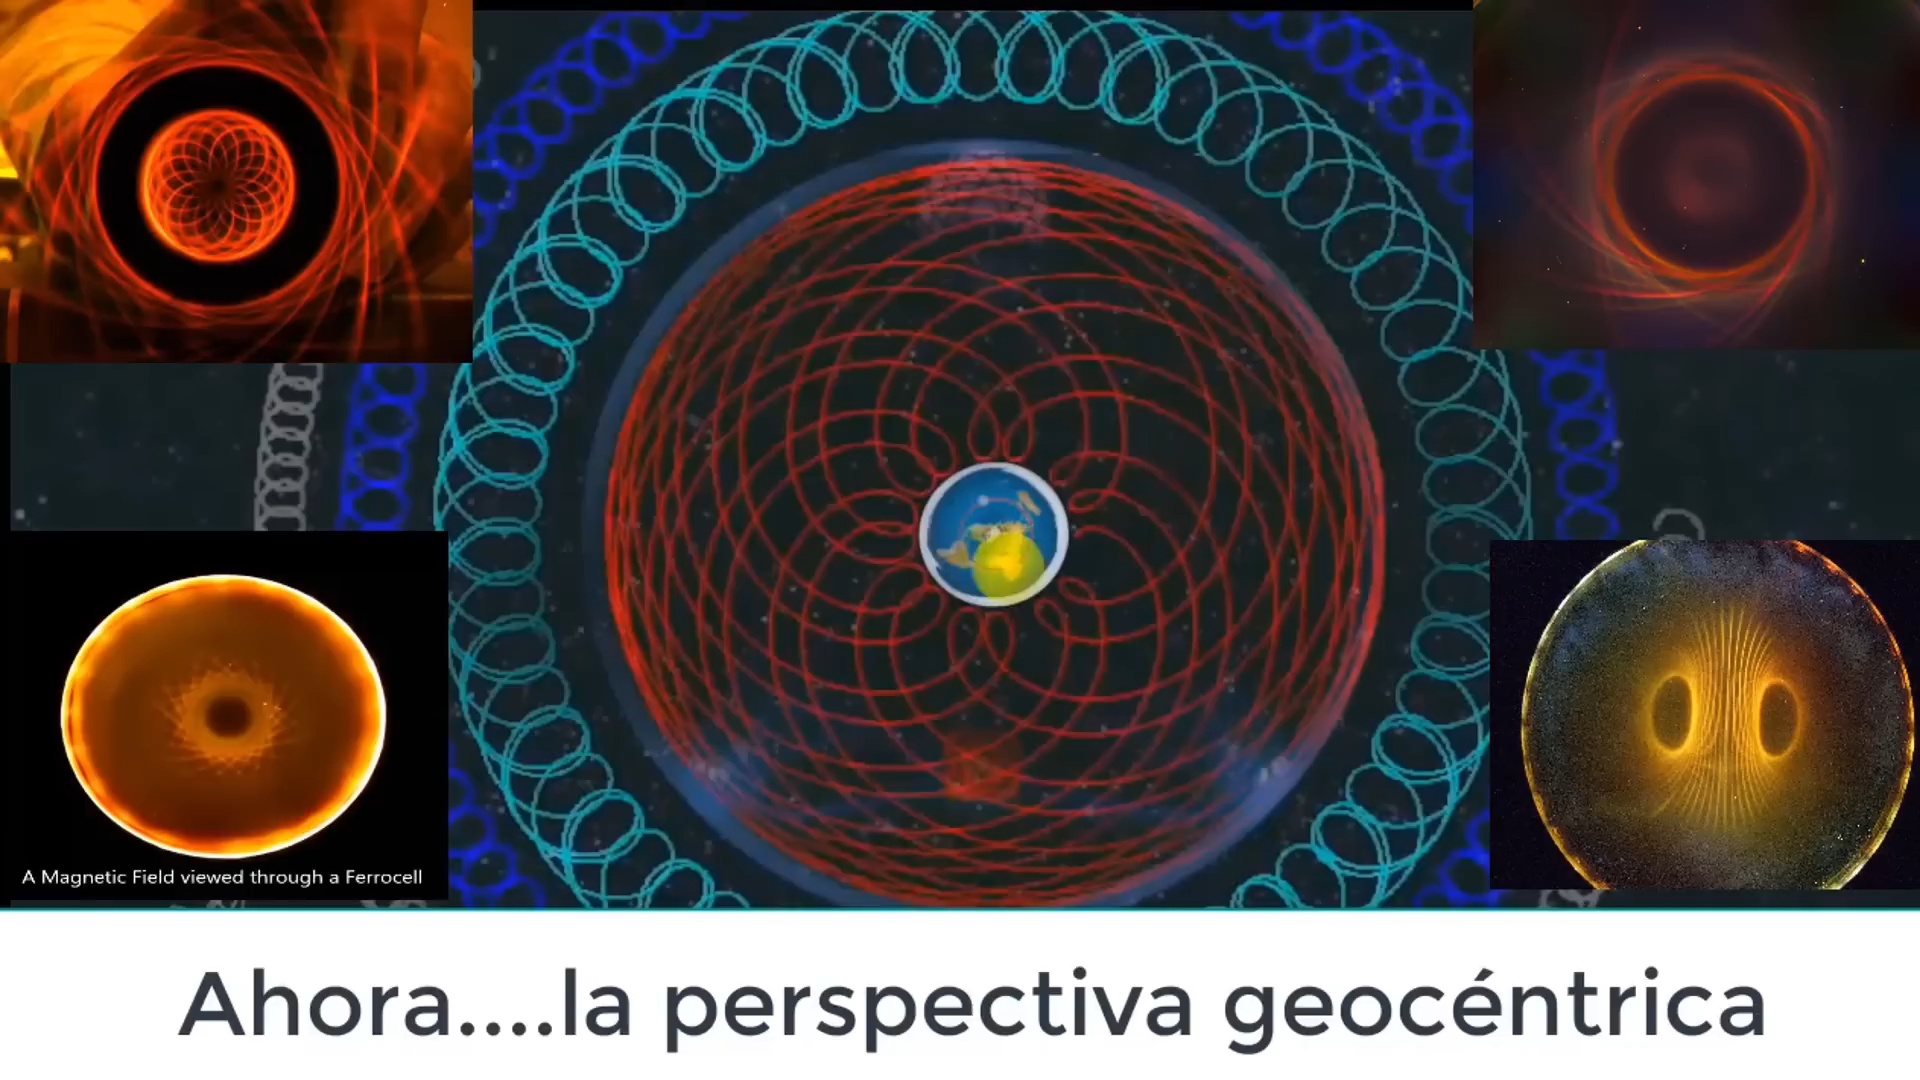 A Magnetic Field viewed through a Ferrocell
Ahora....la perspectiva geocéntrica